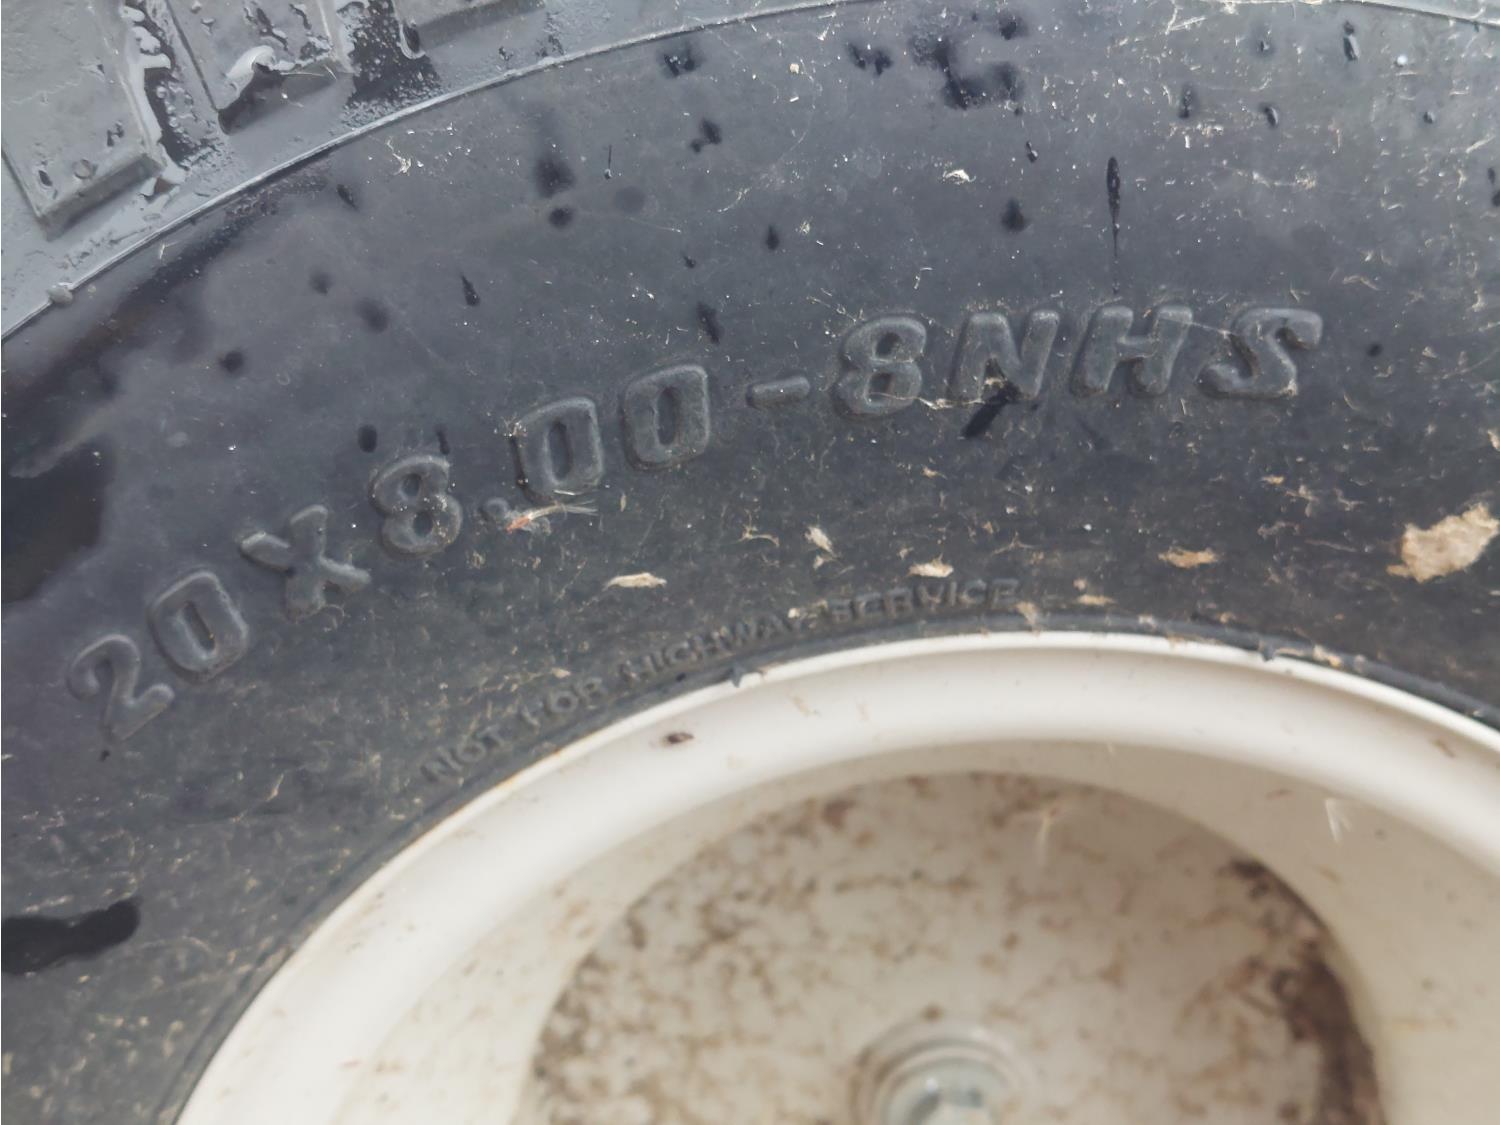 20X8.00-8NHS
NOT FOR HIGHWAY SERVICE